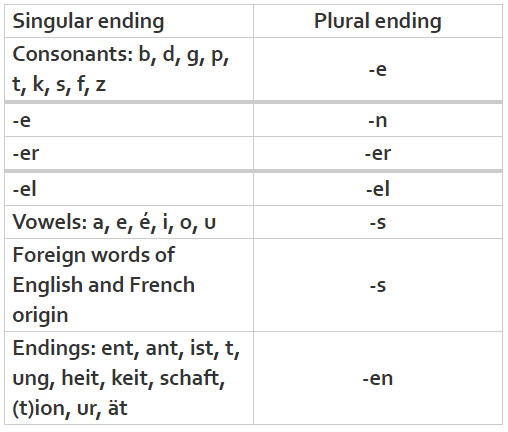 Singular ending Plural ending
Consonants: b, d, g, p,
t, k, s, f, z
-e
-e -n
-er -er
-el -el
Vowels: a, e, é, i, o, u -s
Foreign words of
English and French
origin
-s
Endings: ent, ant, ist, t,
ung, heit, keit, schaft,
(t)ion, ur, ät
-en